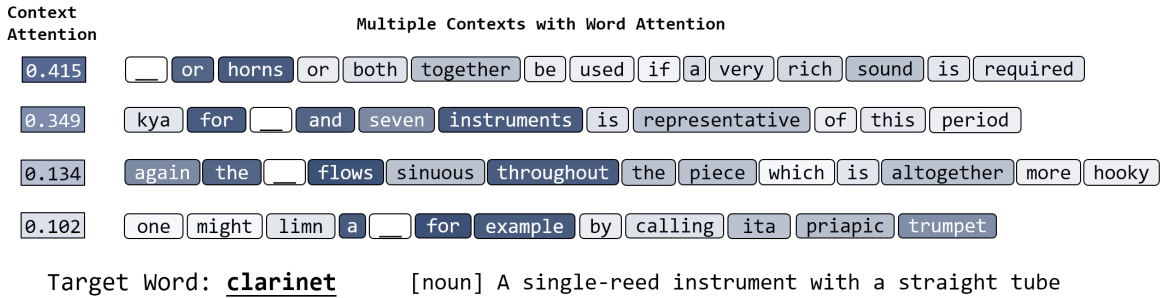 Context
Attention
Multiple Contexts with Word Attention
0.415 __ or horns or both together be used if a very rich sound is required
0.349 kya for __ and seven instruments is representative of this period
0.134 again the __ flows sinuous throughout the piece which is altogether more hooky
0.102 one might limn a __ for example by calling ita priapic trumpet
Target Word: clarinet [noun] A single-reed instrument with a straight tube